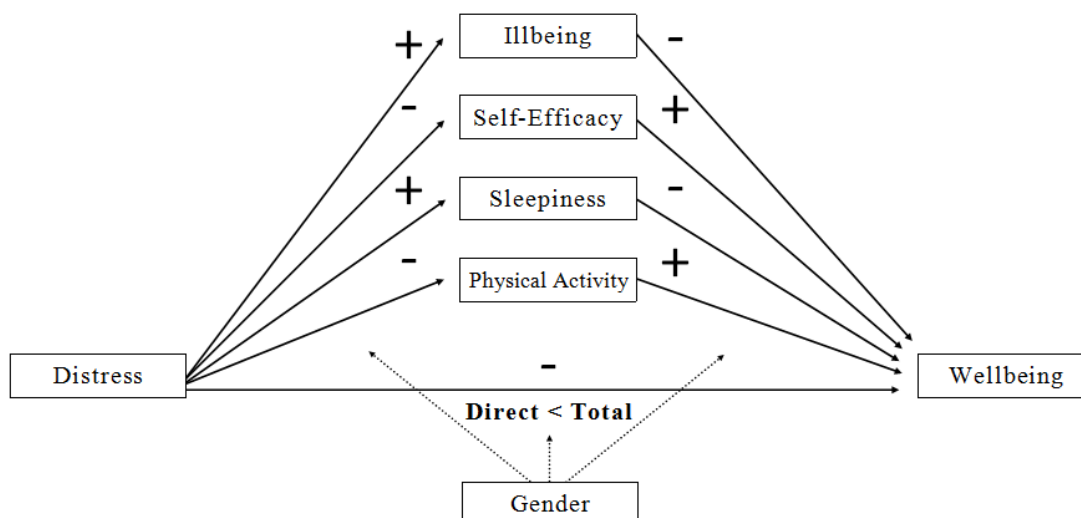 Illbeing
+
-
Self-Efficacy
-
+
Sleepiness
+
-
Physical Activity
-
+
Distress
-
Wellbeing
Direct < Total
Gender